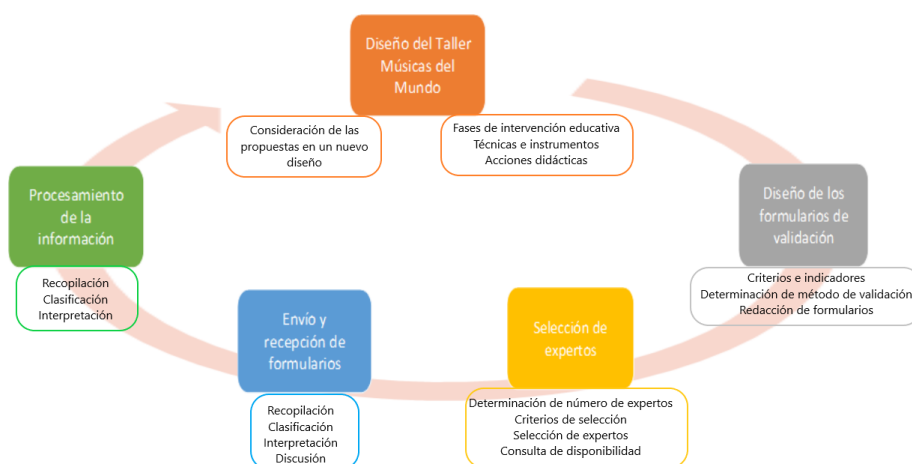 Diseño del Taller
Músicas del
Mundo
Consideración de las
propuestas en un nuevo
diseño
Fases de intervención educativa
Técnicas e instrumentos
Acciones didácticas
Diseño de los
formularios de
validación
Criterios e indicadores
Determinación de método de validación
Redacción de formularios
Selección de
expertos
Determinación de número de expertos
Criterios de selección
Selección de expertos
Consulta de disponibilidad
Envío y
recepción de
formularios
Recopilación
Clasificación
Interpretación
Discusión
Procesamiento
de la
información
Recopilación
Clasificación
Interpretación